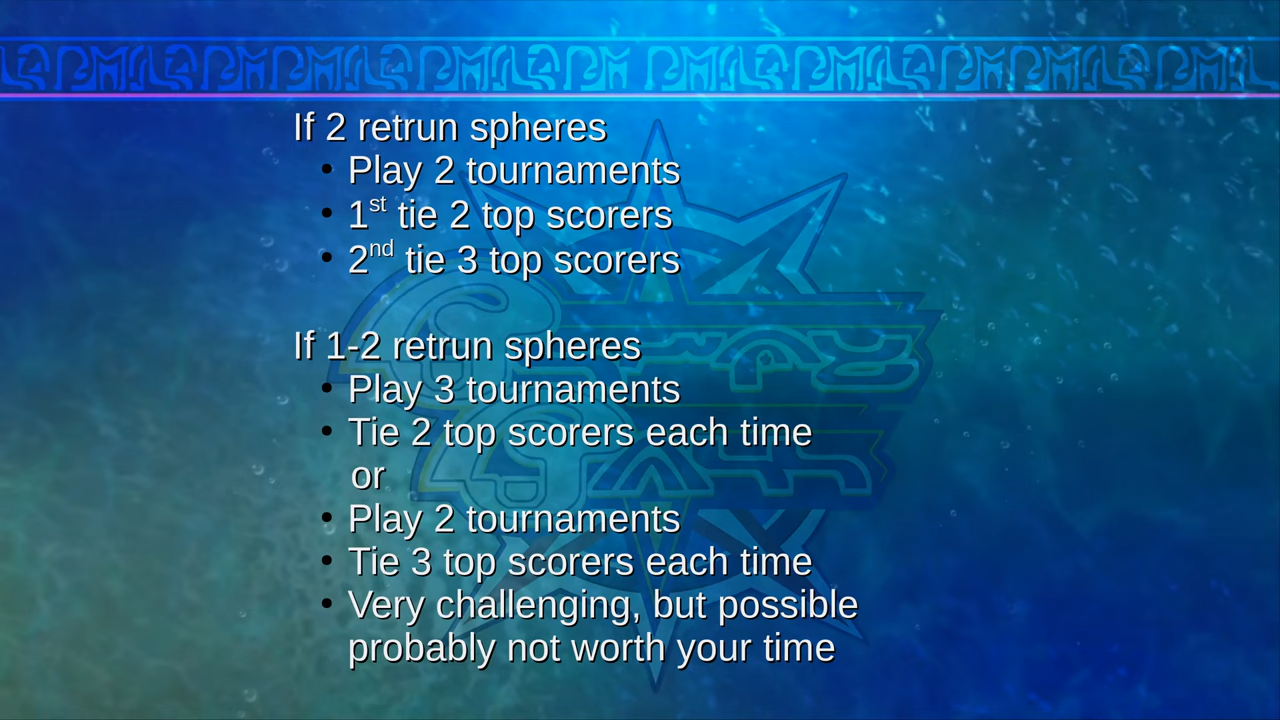 If 2 retrun spheres
• Play 2 tournaments
• 1st tie 2 top scorers
• 2nd tie 3 top scorers
If 1-2 retrun spheres
• Play 3 tournaments
• Tie 2 top scorers each time
or
• Play 2 tournaments
• Tie 3 top scorers each time
• Very challenging, but possible
probably not worth your time